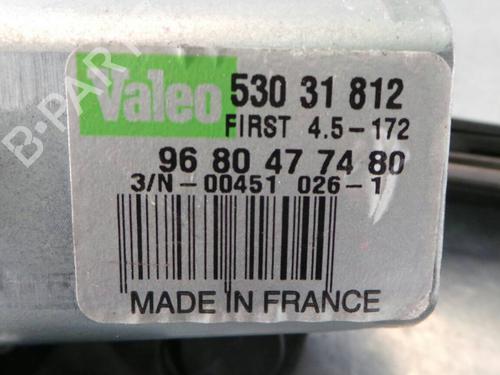 Valeo 530 31 812
FIRST 4.5-172
96 80 47 74 80
3/N-00451 026-1
MADE IN FRANCE
B-PARTS